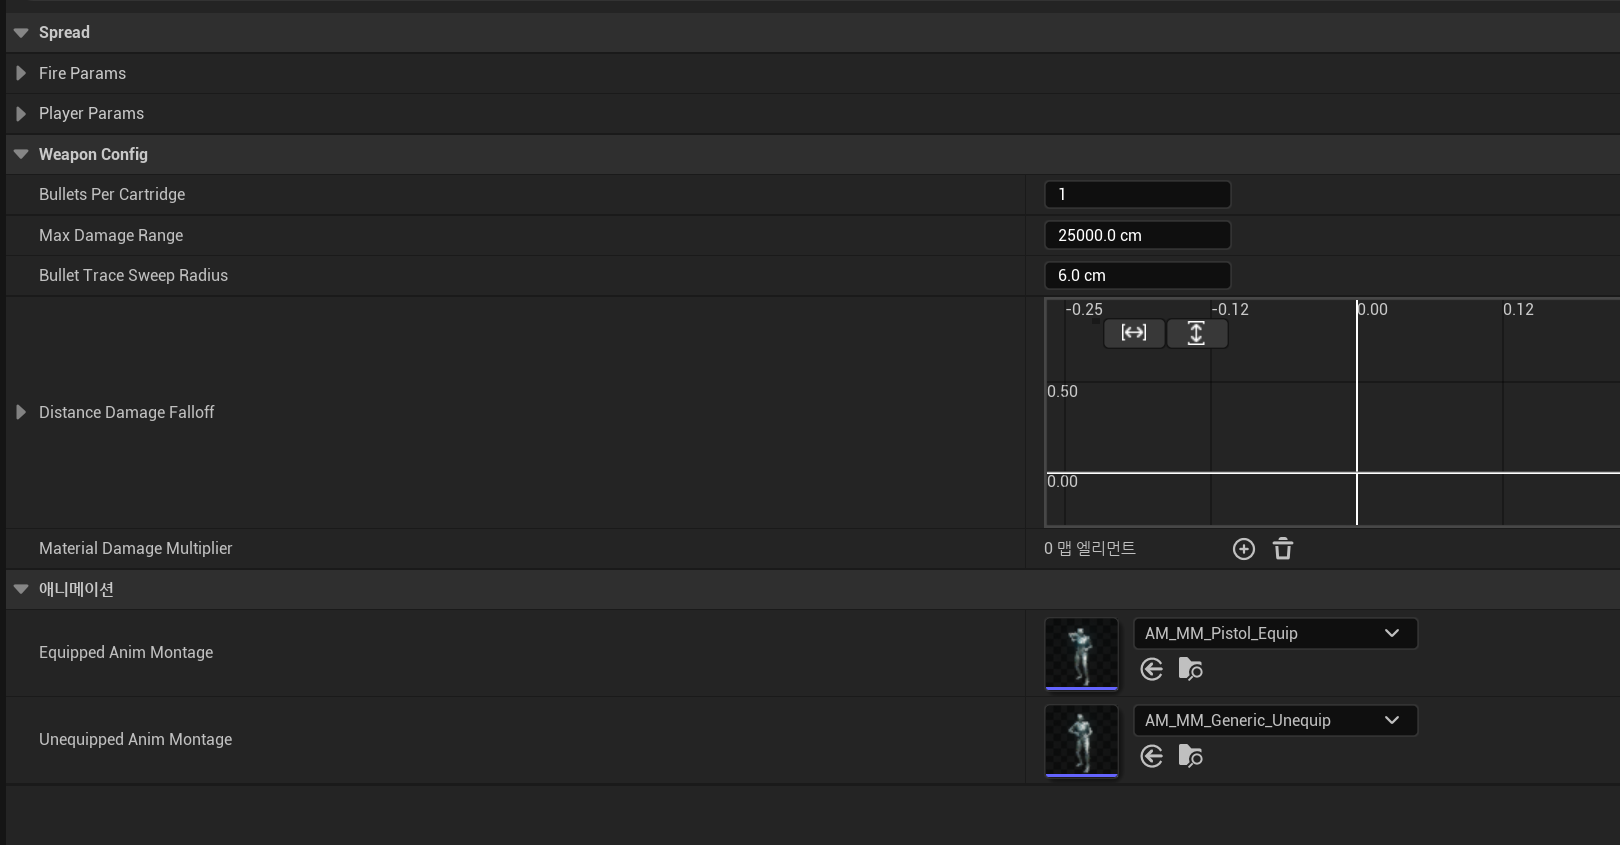 Spread
Fire Params
Player Params
Weapon Config
Bullets Per Cartridge
1
Max Damage Range
25000.0 cm
Bullet Trace Sweep Radius
6.0 cm
-0.25
-0.12
0.00
0.12
0.50
Distance Damage Falloff
0.00
Material Damage Multiplier
0 맵 엘리먼트
애니메이션
AM_MM_Pistol_Equip
Equipped Anim Montage
AM_MM_Generic_Unequip
Unequipped Anim Montage